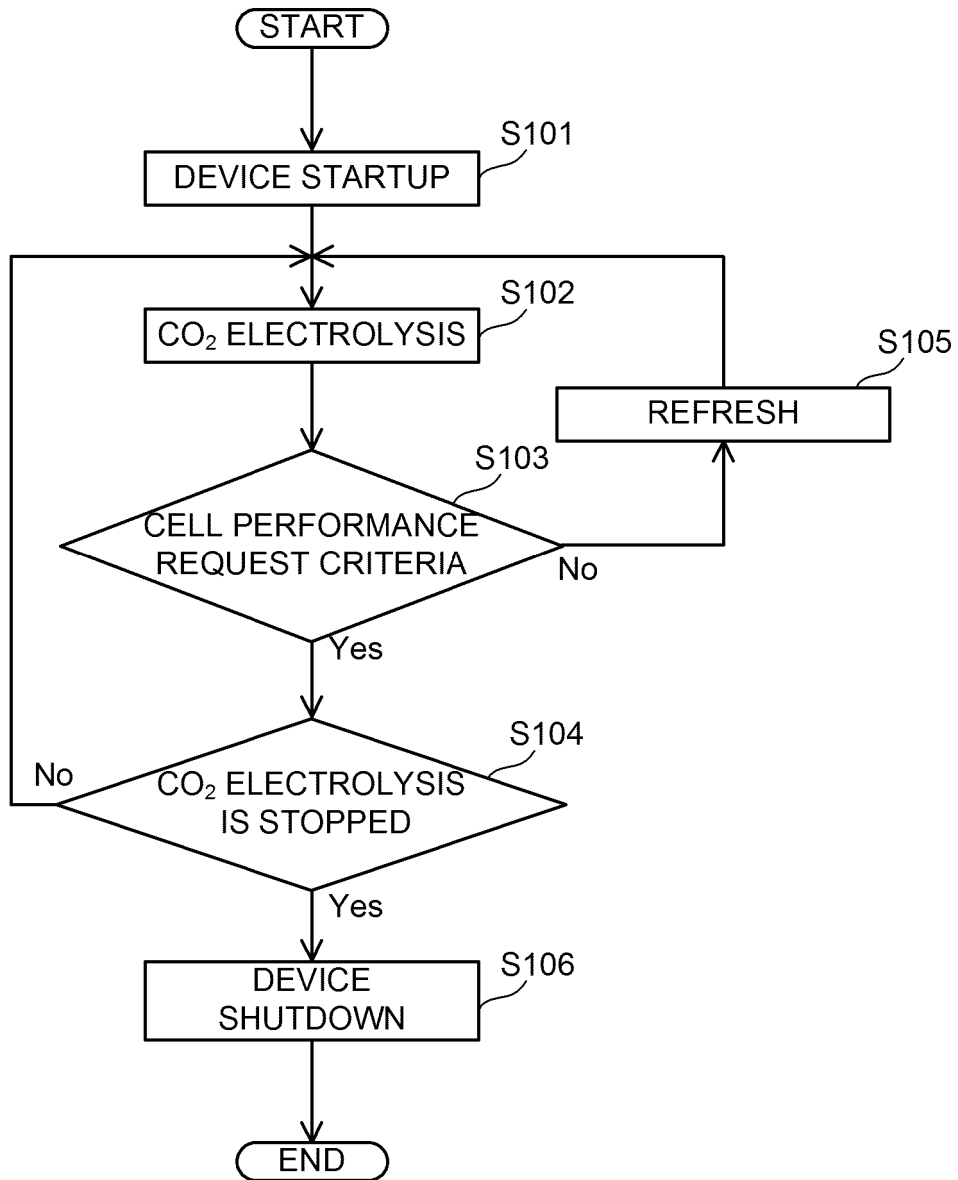 START
S101
DEVICE STARTUP
S102
CO₂ ELECTROLYSIS
S105
REFRESH
S103
CELL PERFORMANCE
REQUEST CRITERIA
No
Yes
S104
No
CO₂ ELECTROLYSIS
IS STOPPED
Yes
S106
DEVICE
SHUTDOWN
END